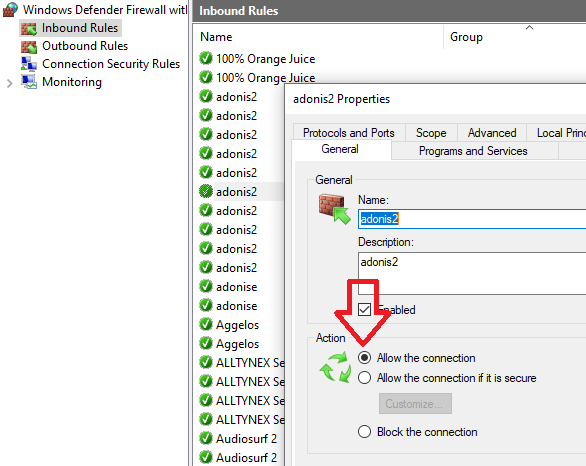 Windows Defender Firewall witl
Inbound Rules
Outbound Rules
Connection Security Rules
Monitoring
Inbound Rules
Name
Group
100% Orange Juice
100% Orange Juice
adonis2
adonis2
adonis2
adonis2
adonis2
adonis2
adonis2
adonis2
adonis2
adonis2
adonise
adonise
Aggelos
Aggelos
ALLTYNEX Se
ALLTYNEX Se
ALLTYNEX Se
ALLTYNEX Se
Audiosurf 2
Audiosurf 2
adonis2 Properties
Protocols and Ports
Scope
Advanced
Local Princ
General
Programs and Services
General
Name:
adonis2
Description:
adonis2
Enabled
Action
Allow the connection
Allow the connection if it is secure
Customize...
Block the connection